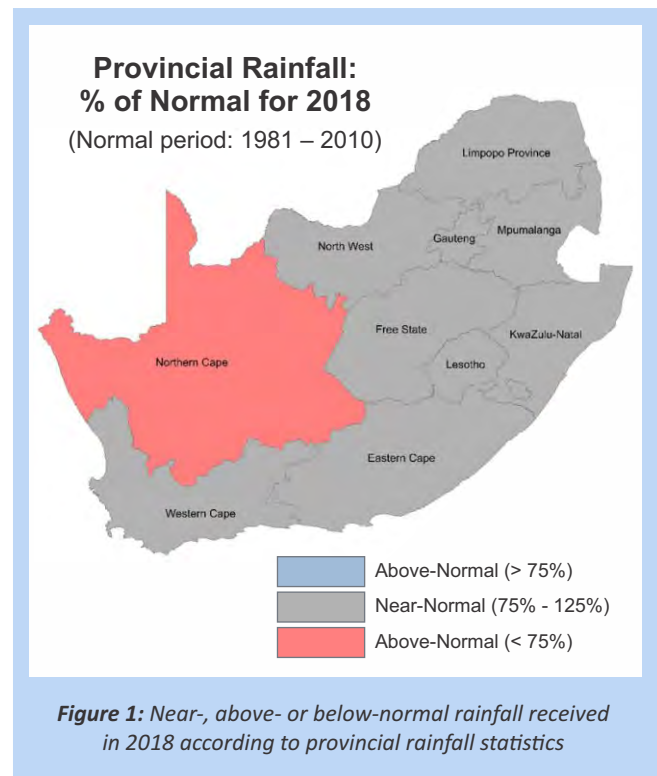 Provincial Rainfall:
% of Normal for 2018
(Normal period: 1981 – 2010)
Limpopo Province
North West
Gauteng
Mpumalanga
Free State
KwaZulu-Natal
Northern Cape
Lesotho
Eastern Cape
Western Cape
Above-Normal (> 75%)
Near-Normal (75% - 125%)
Above-Normal (< 75%)
Figure 1: Near-, above- or below-normal rainfall received
in 2018 according to provincial rainfall statistics